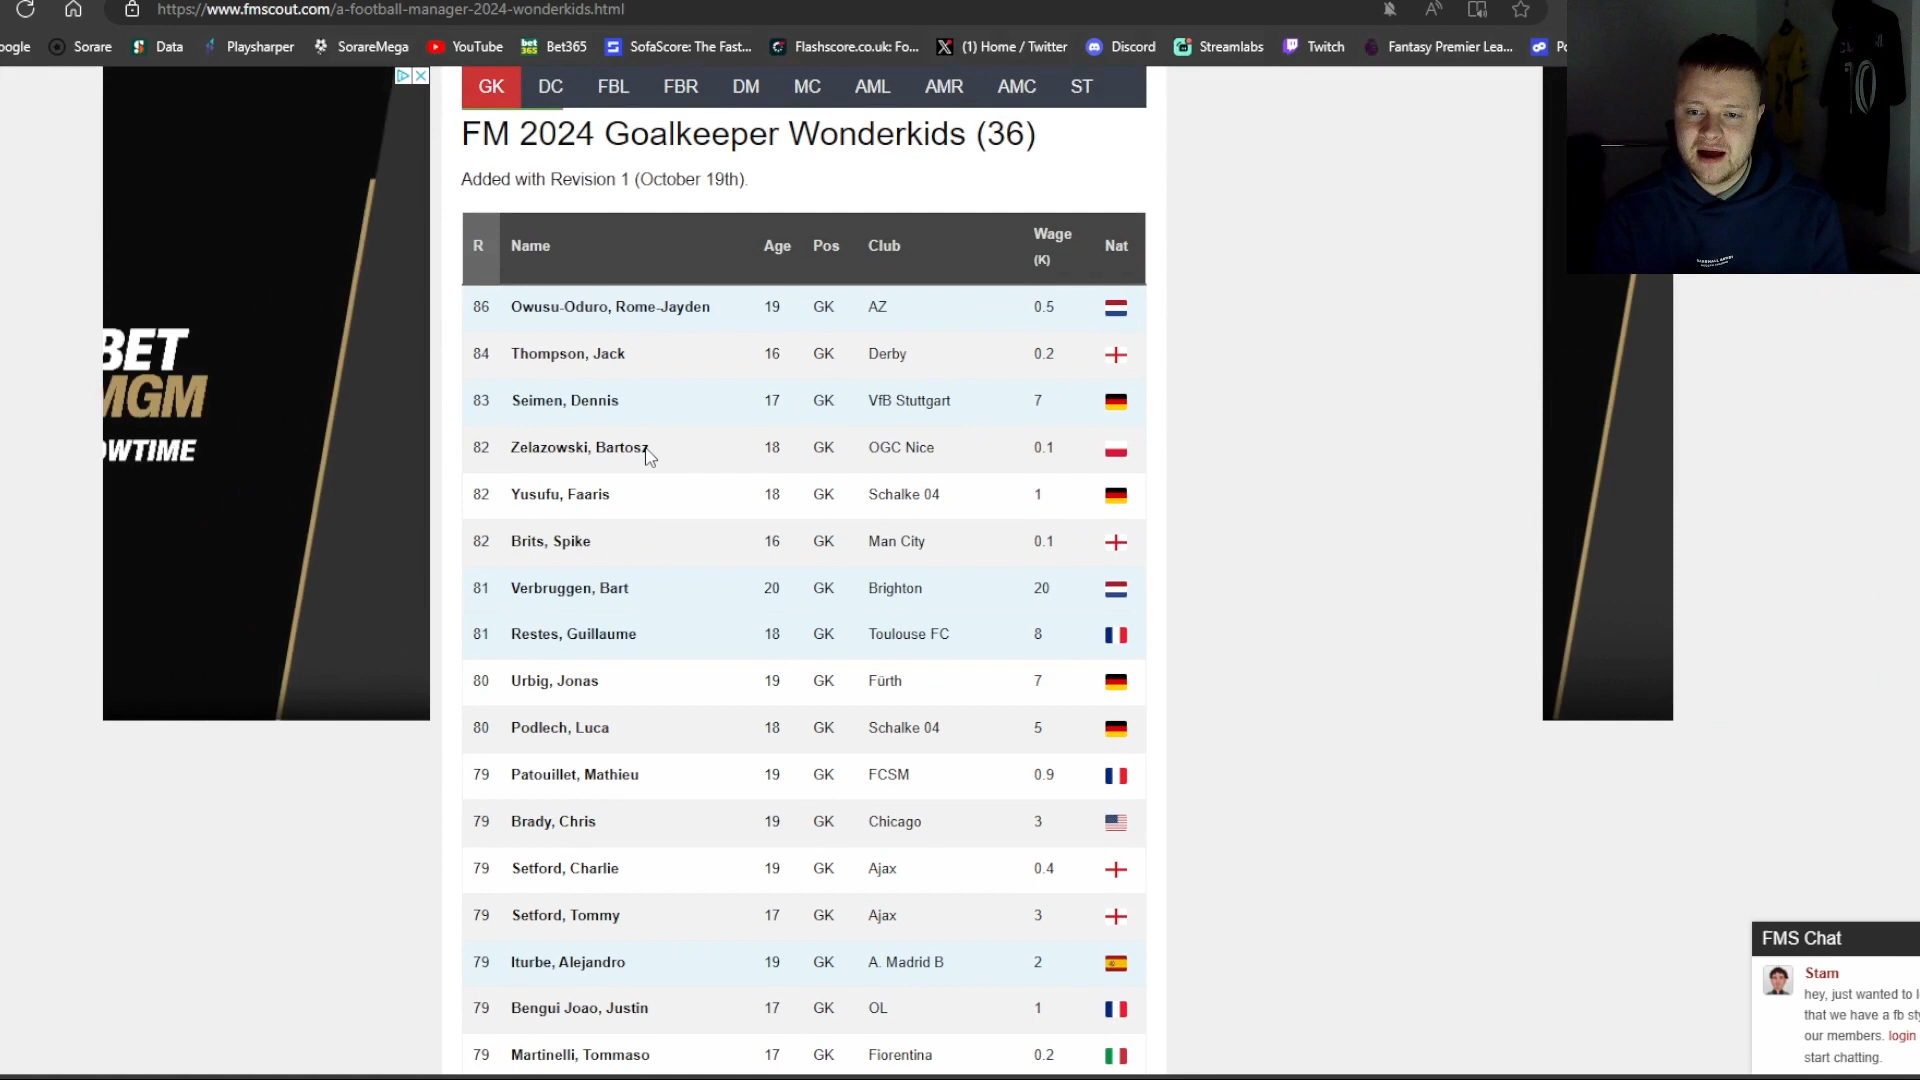 https://www.fmscout.com/a-football-manager-2024-wonderkids.html
oogle Sorare Data Playsharper SorareMega YouTube Bet365 SofaScore: The Fast... Flashscore.co.uk: Fo... (1) Home / Twitter Discord Streamlabs Twitch Fantasy Premier Lea...
GK DC FBL FBR DM MC AML AMR AMC ST
FM 2024 Goalkeeper Wonderkids (36)
Added with Revision 1 (October 19th).
R Name Age Pos Club Wage (K) Nat
86 Owusu-Oduro, Rome-Jayden 19 GK AZ 0.5
84 Thompson, Jack 16 GK Derby 0.2
83 Seimen, Dennis 17 GK VfB Stuttgart 7
82 Zelazowski, Bartosz 18 GK OGC Nice 0.1
82 Yusufu, Faaris 18 GK Schalke 04 1
82 Brits, Spike 16 GK Man City 0.1
81 Verbruggen, Bart 20 GK Brighton 20
81 Restes, Guillaume 18 GK Toulouse FC 8
80 Urbig, Jonas 19 GK Fürth 7
80 Podlech, Luca 18 GK Schalke 04 5
79 Patouillet, Mathieu 19 GK FCSM 0.9
79 Brady, Chris 19 GK Chicago 3
79 Setford, Charlie 19 GK Ajax 0.4
79 Setford, Tommy 17 GK Ajax 3
79 Iturbe, Alejandro 19 GK A. Madrid B 2
79 Bengui Joao, Justin 17 GK OL 1
79 Martinelli, Tommaso 17 GK Fiorentina 0.2
BET
MGM
OWTIME
10
FMS Chat
Stam
hey, just wanted to l
that we have a fb sty
our members. login
start chatting.